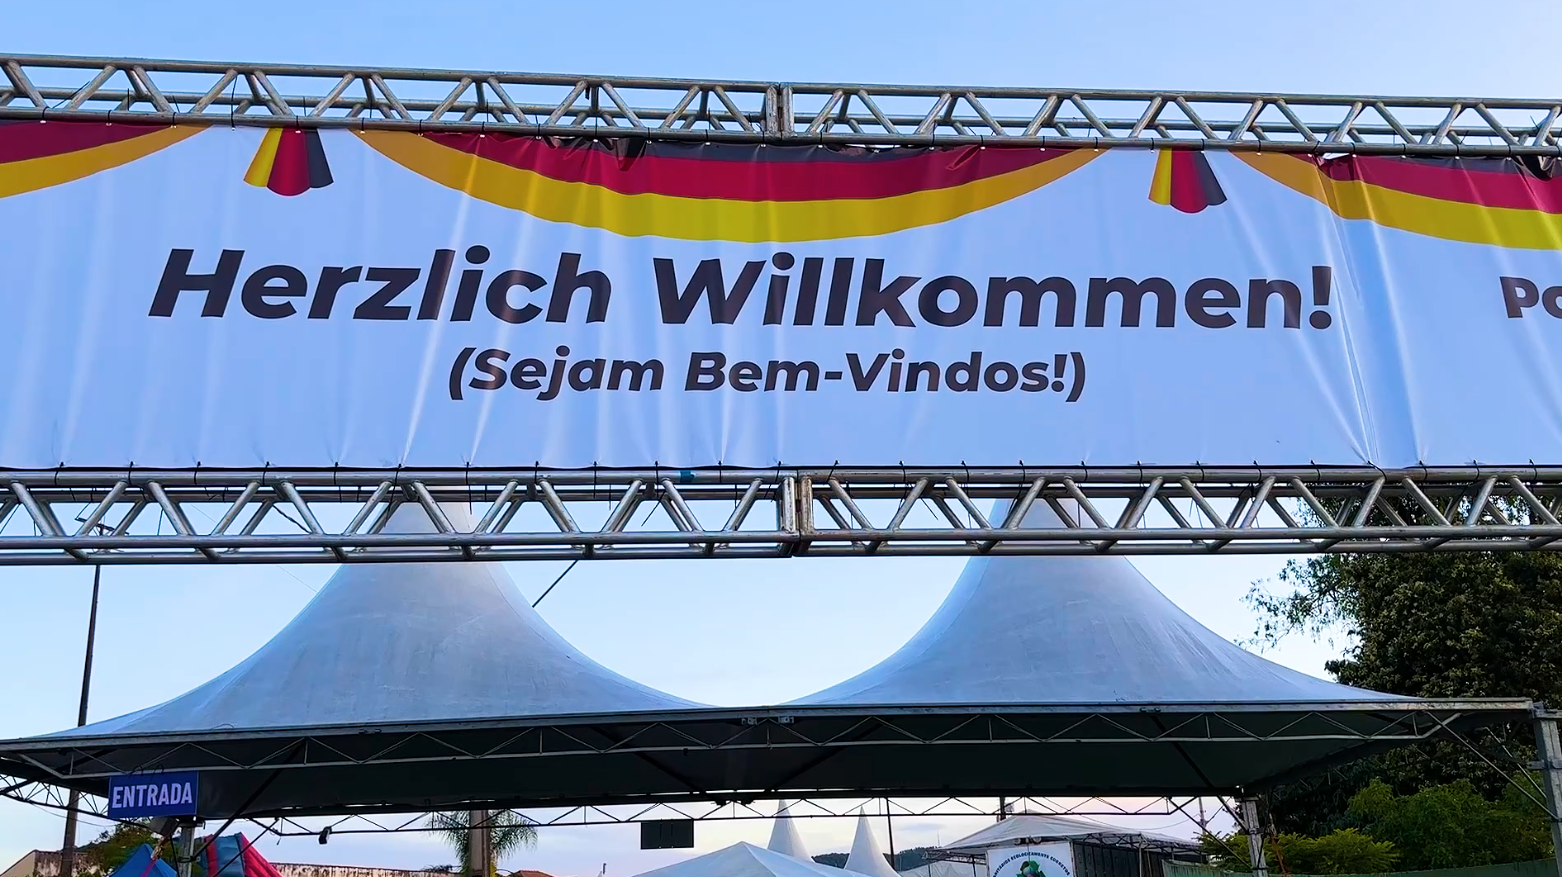 Herzlich Willkommen!
(Sejam Bem-Vindos!)
ENTRADA